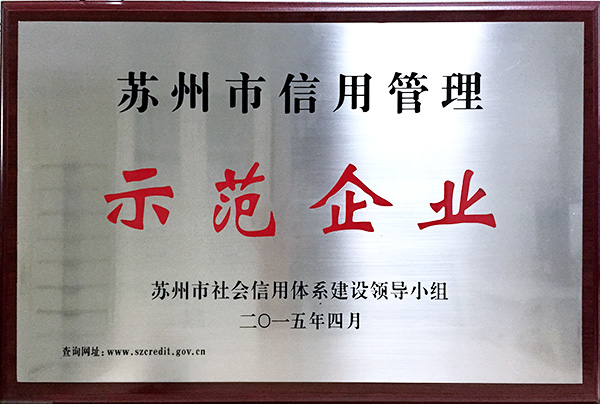 苏州市信用管理
示范企业
苏州市社会信用体系建设领导小组
二〇一五年四月
查询网址:www.szcredit.gov.cn